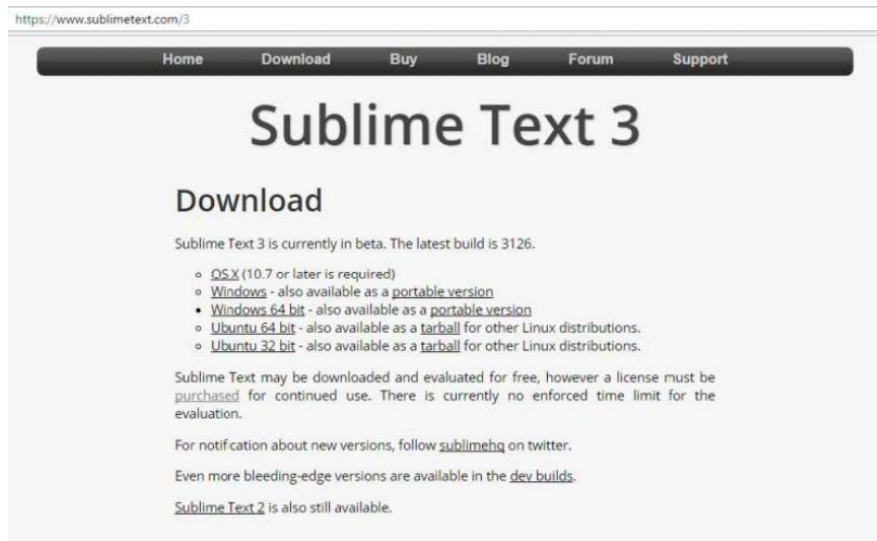 https://www.sublimetext.com/3
Home Download Buy Blog Forum Support
Sublime Text 3
Download
Sublime Text 3 is currently in beta. The latest build is 3126.
OS X (10.7 or later is required)
Windows - also available as a portable version
Windows 64 bit - also available as a portable version
Ubuntu 64 bit - also available as a tarball for other Linux distributions.
Ubuntu 32 bit - also available as a tarball for other Linux distributions.
Sublime Text may be downloaded and evaluated for free, however a license must be
purchased for continued use. There is currently no enforced time limit for the
evaluation.
For notification about new versions, follow sublimehq on twitter.
Even more bleeding-edge versions are available in the dev builds.
Sublime Text 2 is also still available.